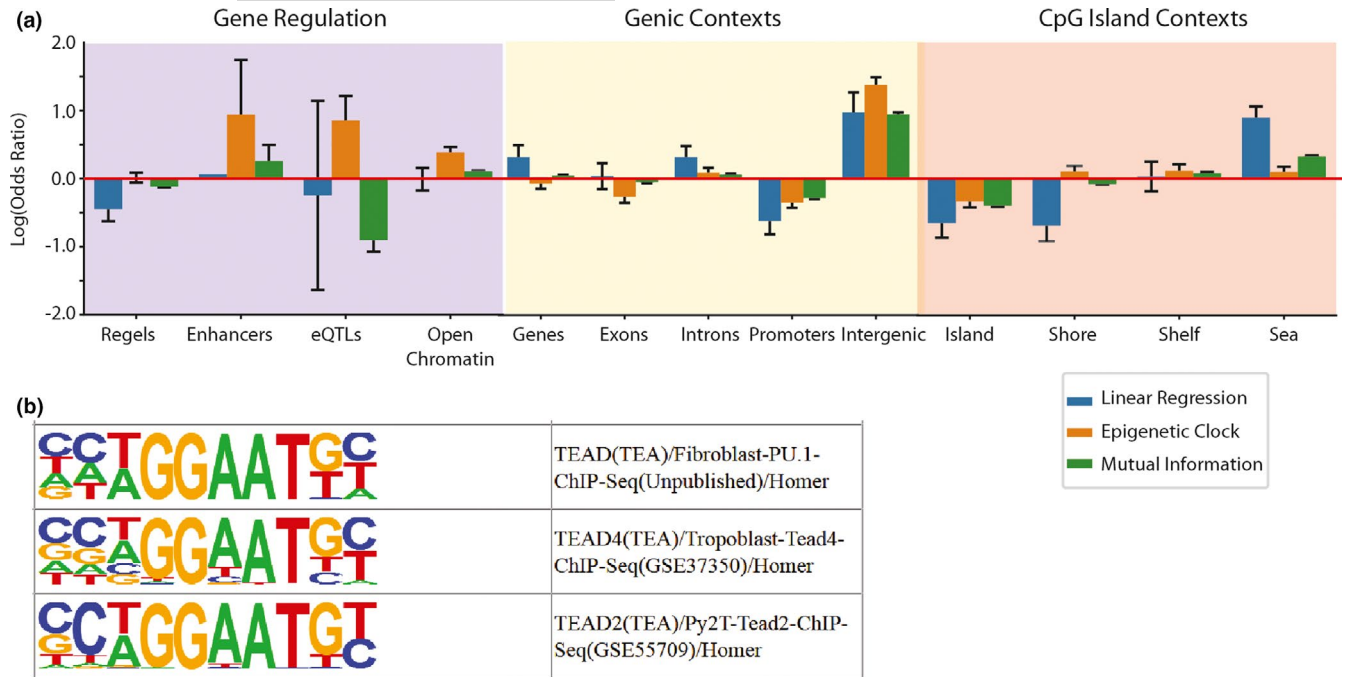 (a)
Gene Regulation
Genic Contexts
CpG Island Contexts
Log(Odds Ratio)
2.0
1.0
0.0
-1.0
-2.0
Regels
Enhancers
eQTLs
Open
Chromatin
Genes
Exons
Introns
Promoters
Intergenic
Island
Shore
Shelf
Sea
Linear Regression
Epigenetic Clock
Mutual Information
(b)
CCTGGAATGC
TEAD(TEA)/Fibroblast-PU.1-
ChIP-Seq(Unpublished)/Homer
CCTGGAATGC
TEAD4(TEA)/Tropoblast-Tead4-
ChIP-Seq(GSE37350)/Homer
CCTGGAATGT
TEAD2(TEA)/Py2T-Tead2-ChIP-
Seq(GSE55709)/Homer